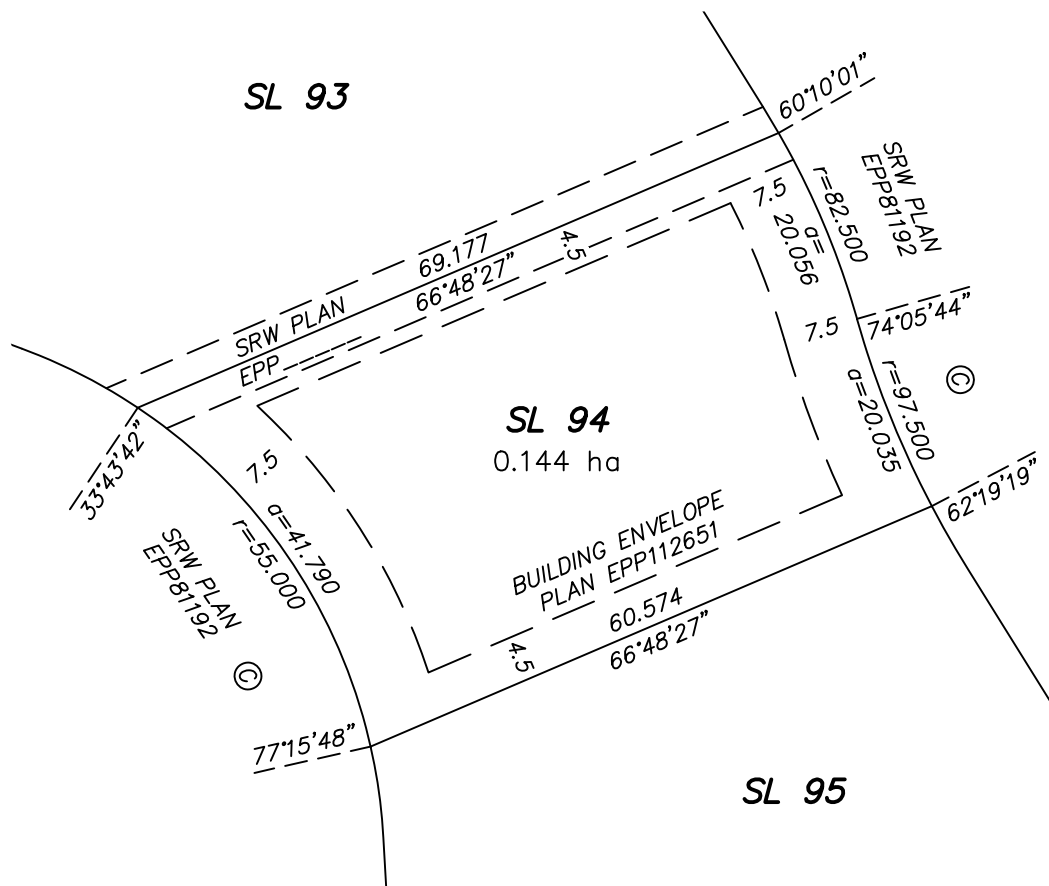 SL 93
60°10'01"
SRW PLAN
EPP81192
r=82.500
7.5
a=
20.056
69.177
66°48'27"
4.5
SRW PLAN
EPP
7.5
74°05'44"
©
r=97.500
a=20.035
SL 94
0.144 ha
33°43'42"
7.5
a=41.790
r=55.000
SRW PLAN
EPP81192
©
62°19'19"
BUILDING ENVELOPE
PLAN EPP112651
60.574
66°48'27"
4.5
77°15'48"
SL 95